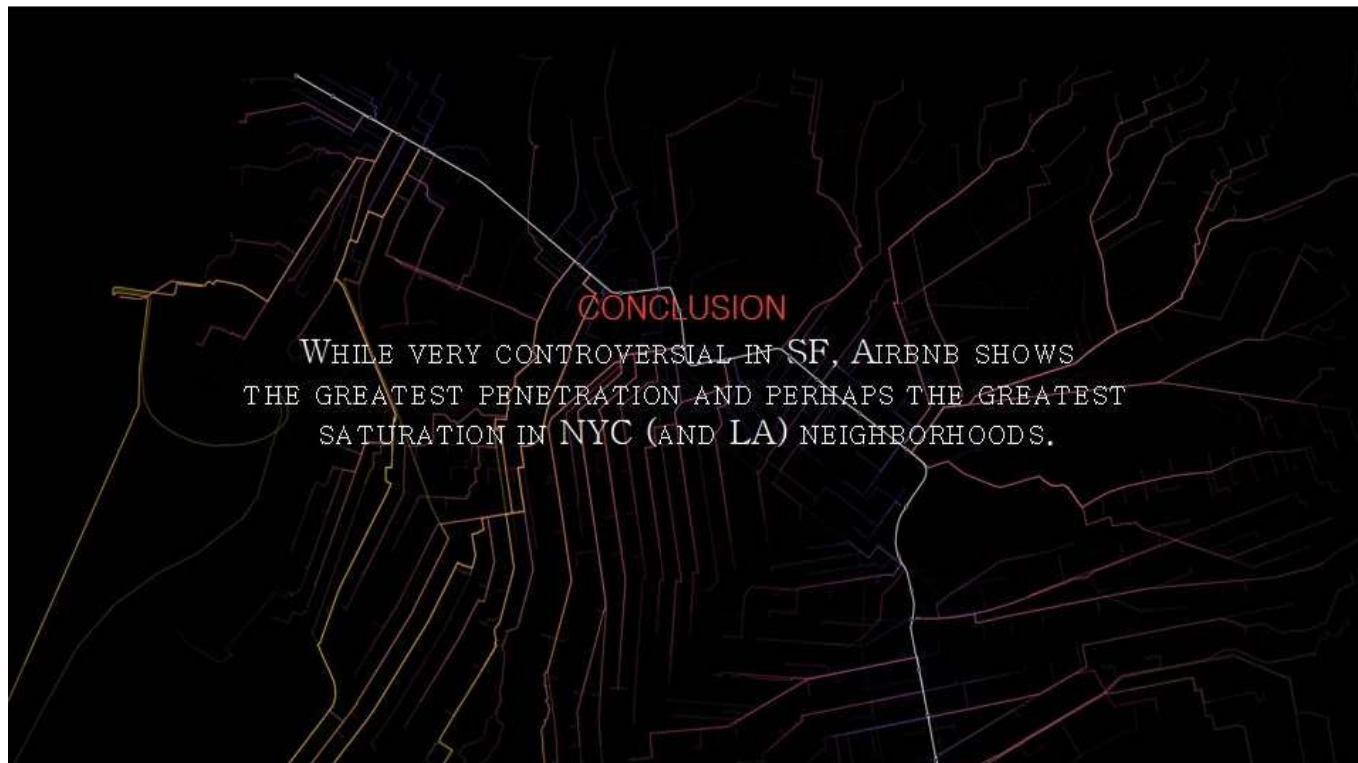 CONCLUSION
WHILE VERY CONTROVERSIAL IN SF, AIRBNB SHOWS
THE GREATEST PENETRATION AND PERHAPS THE GREATEST
SATURATION IN NYC (AND LA) NEIGHBORHOODS.